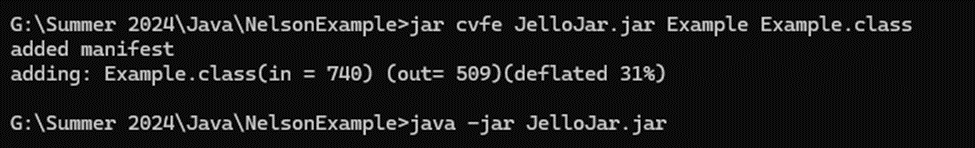 G:\Summer 2024\Java\NelsonExample>jar cvfe JelloJar.jar Example Example.class
added manifest
adding: Example.class(in = 740) (out= 509)(deflated 31%)
G:\Summer 2024\Java\NelsonExample>java -jar JelloJar.jar